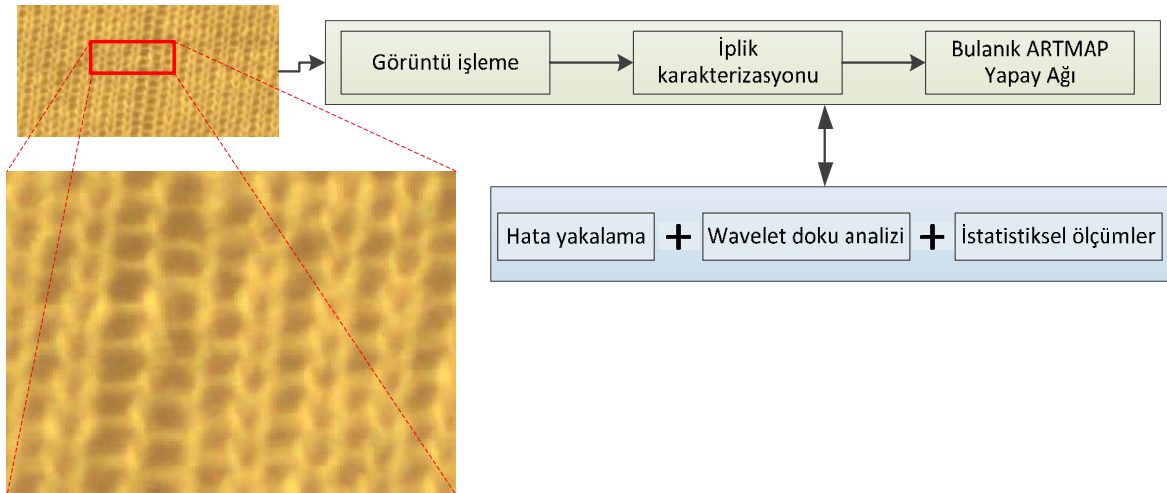 Görüntü işleme
İplik
karakterizasyonu
Bulanık ARTMAP
Yapay Ağı
Hata yakalama + Wavelet doku analizi + İstatistiksel ölçümler